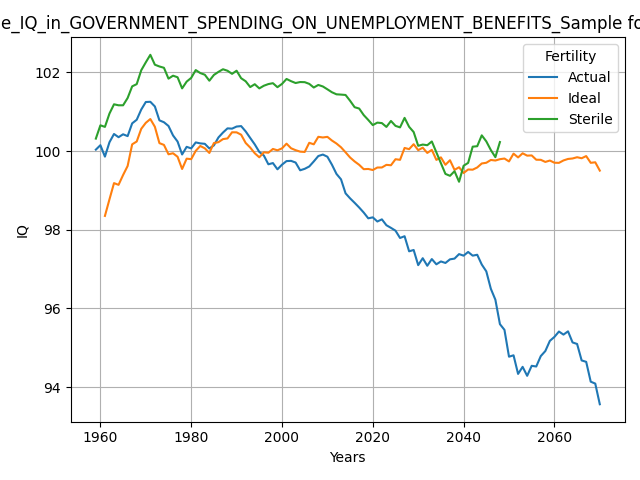 e_IQ_in_GOVERNMENT_SPENDING_ON_UNEMPLOYMENT_BENEFITS_Sample fo
Fertility
Actual
Ideal
Sterile
102
100
98
96
94
IQ
1960 1980 2000 2020 2040 2060
Years